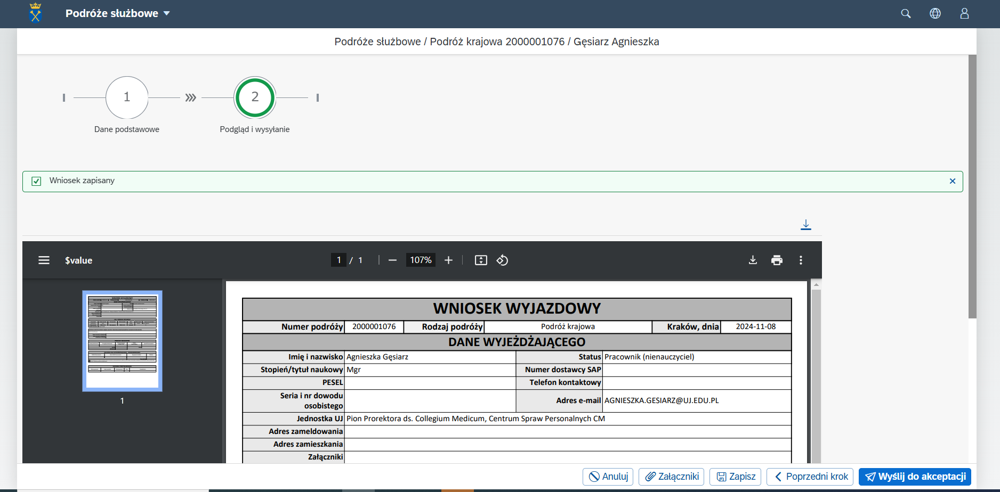 Podróże służbowe
Podróże służbowe / Podróż krajowa 2000001076 / Gęsiarz Agnieszka
1
2
Dane podstawowe
Podgląd i wysyłanie
Wniosek zapisany
$value
1 / 1
107%
1
WNIOSEK WYJAZDOWY
Numer podróży 2000001076 Rodzaj podróży Podróż krajowa Kraków, dnia 2024-11-08
DANE WYJEŻDŻAJĄCEGO
Imię i nazwisko Agnieszka Gęsiarz Status Pracownik (nienauczyciel)
Stopień/tytuł naukowy Mgr Numer dostawcy SAP
PESEL Telefon kontaktowy
Seria i nr dowodu
osobistego Adres e-mail AGNIESZKA.GESIARZ@UJ.EDU.PL
Jednostka UJ Pion Prorektora ds. Collegium Medicum, Centrum Spraw Personalnych CM
Adres zameldowania
Adres zamieszkania
Załączniki
Anuluj Załączniki Zapisz Poprzedni krok Wyślij do akceptacji